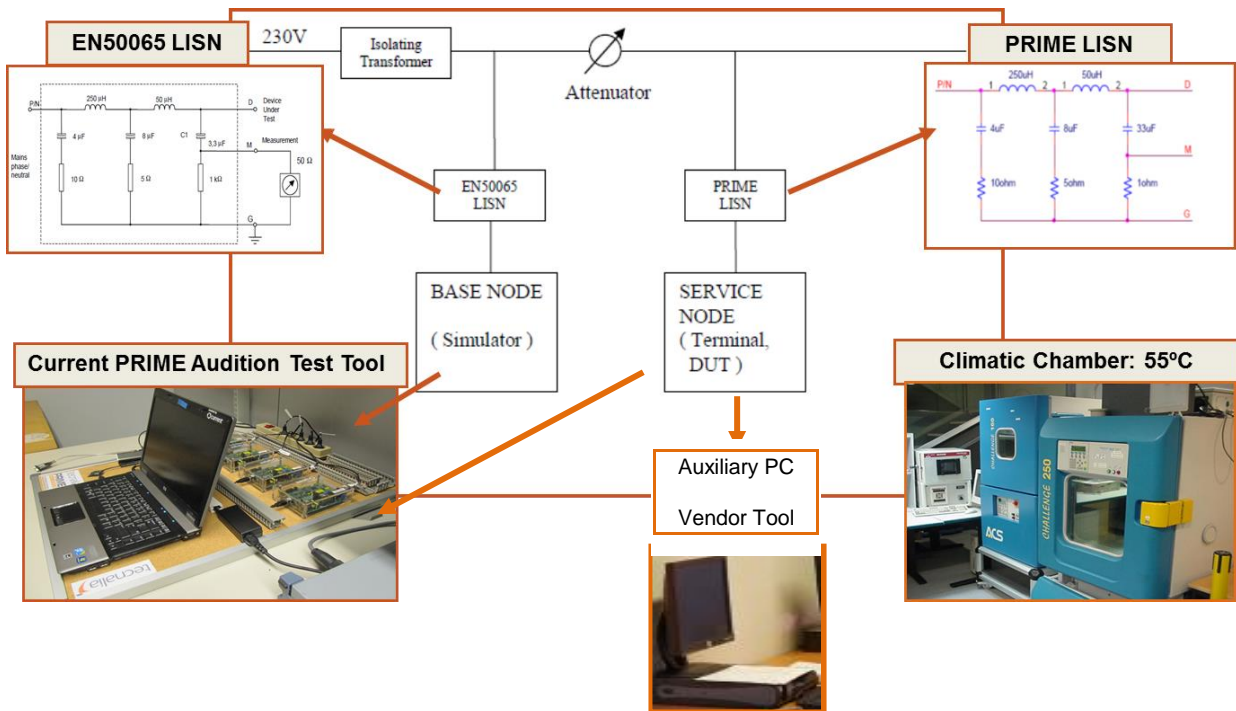 EN50065 LISN
230V
Isolating
Transformer
Attenuator
PRIME LISN
P/N
250 µH
50 µH
D
Device
Under
Test
4 µF
8 µF
C1
3,3 µF
M
Measurement
50 Ω
Mains
phase/
neutral
10 Ω
5 Ω
1 kΩ
G
EN50065
LISN
PRIME
LISN
P/N
1
250uH
2
1
50uH
2
D
4uF
8uF
33uF
M
10ohm
5ohm
1ohm
G
BASE NODE
( Simulator )
SERVICE
NODE
( Terminal,
DUT )
Current PRIME Audition Test Tool
Climatic Chamber: 55ºC
Auxiliary PC
Vendor Tool
tecnalia
CHALLENGE 250
ACS